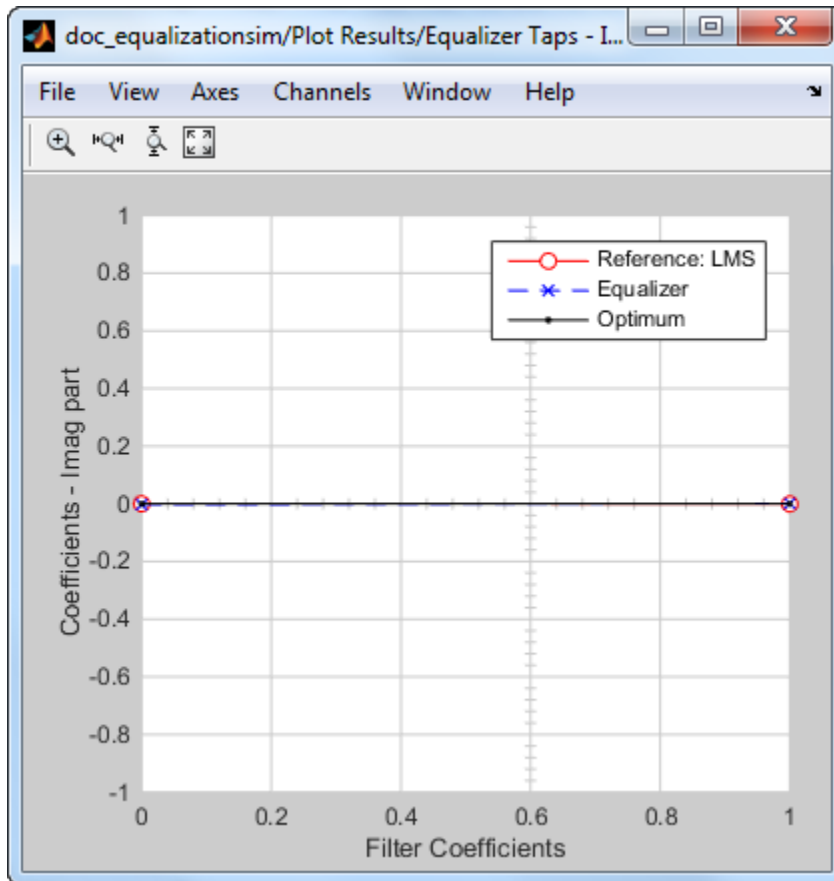 doc_equalizationsim/Plot Results/Equalizer Taps - I...
File View Axes Channels Window Help
1
0.8
0.6
0.4
0.2
0
-0.2
-0.4
-0.6
-0.8
-1
Coefficients - Imag part
Reference: LMS
Equalizer
Optimum
0 0.2 0.4 0.6 0.8 1
Filter Coefficients